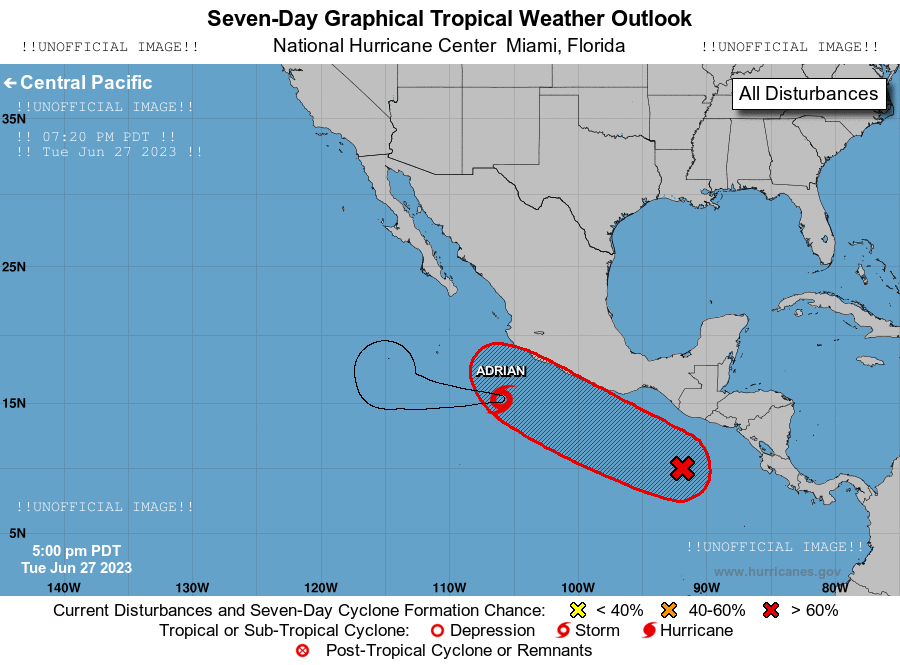 Seven-Day Graphical Tropical Weather Outlook
!!UNOFFICIAL IMAGE!! National Hurricane Center Miami, Florida !!UNOFFICIAL IMAGE!!
← Central Pacific
All Disturbances
!!UNOFFICIAL IMAGE!!
35N
!! 07:20 PM PDT !!
!! Tue Jun 27 2023 !!
25N
!!UNOFFICIAL IMAGE!!
ADRIAN
15N
!!UNOFFICIAL IMAGE!!
5N
!!UNOFFICIAL IMAGE!!
5:00 pm PDT
Tue Jun 27 2023
www.hurricanes.gov
140W 130W 120W 110W 100W 90W 80W
Current Disturbances and Seven-Day Cyclone Formation Chance: < 40% 40-60% > 60%
Tropical or Sub-Tropical Cyclone: Depression Storm Hurricane
Post-Tropical Cyclone or Remnants